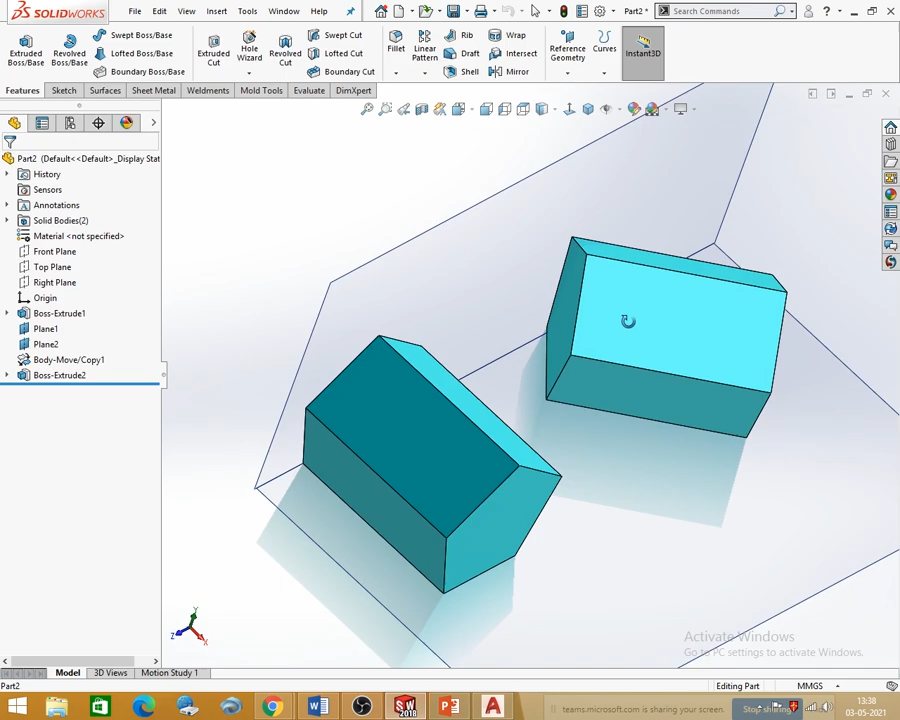 SOLIDWORKS File Edit View Insert Tools Window Help Part2 * Search Commands ?
Extruded Boss/Base
Revolved Boss/Base
Swept Boss/Base
Lofted Boss/Base
Boundary Boss/Base
Extruded Cut
Hole Wizard
Revolved Cut
Swept Cut
Lofted Cut
Boundary Cut
Fillet
Linear Pattern
Rib
Draft
Shell
Wrap
Intersect
Mirror
Reference Geometry
Curves
Instant3D
Features Sketch Surfaces Sheet Metal Weldments Mold Tools Evaluate DimXpert
Part2 (Default<<Default>_Display Stat
History
Sensors
Annotations
Solid Bodies(2)
Material <not specified>
Front Plane
Top Plane
Right Plane
Origin
Boss-Extrude1
Plane1
Plane2
Body-Move/Copy1
Boss-Extrude2
Y
Z
X
Activate Windows
Go to PC settings to activate Windows.
Model 3D Views Motion Study 1
Part2 Editing Part MMGS
SW 2018
teams.microsoft.com is sharing your screen. Stop sharing
13:38
03-05-2021